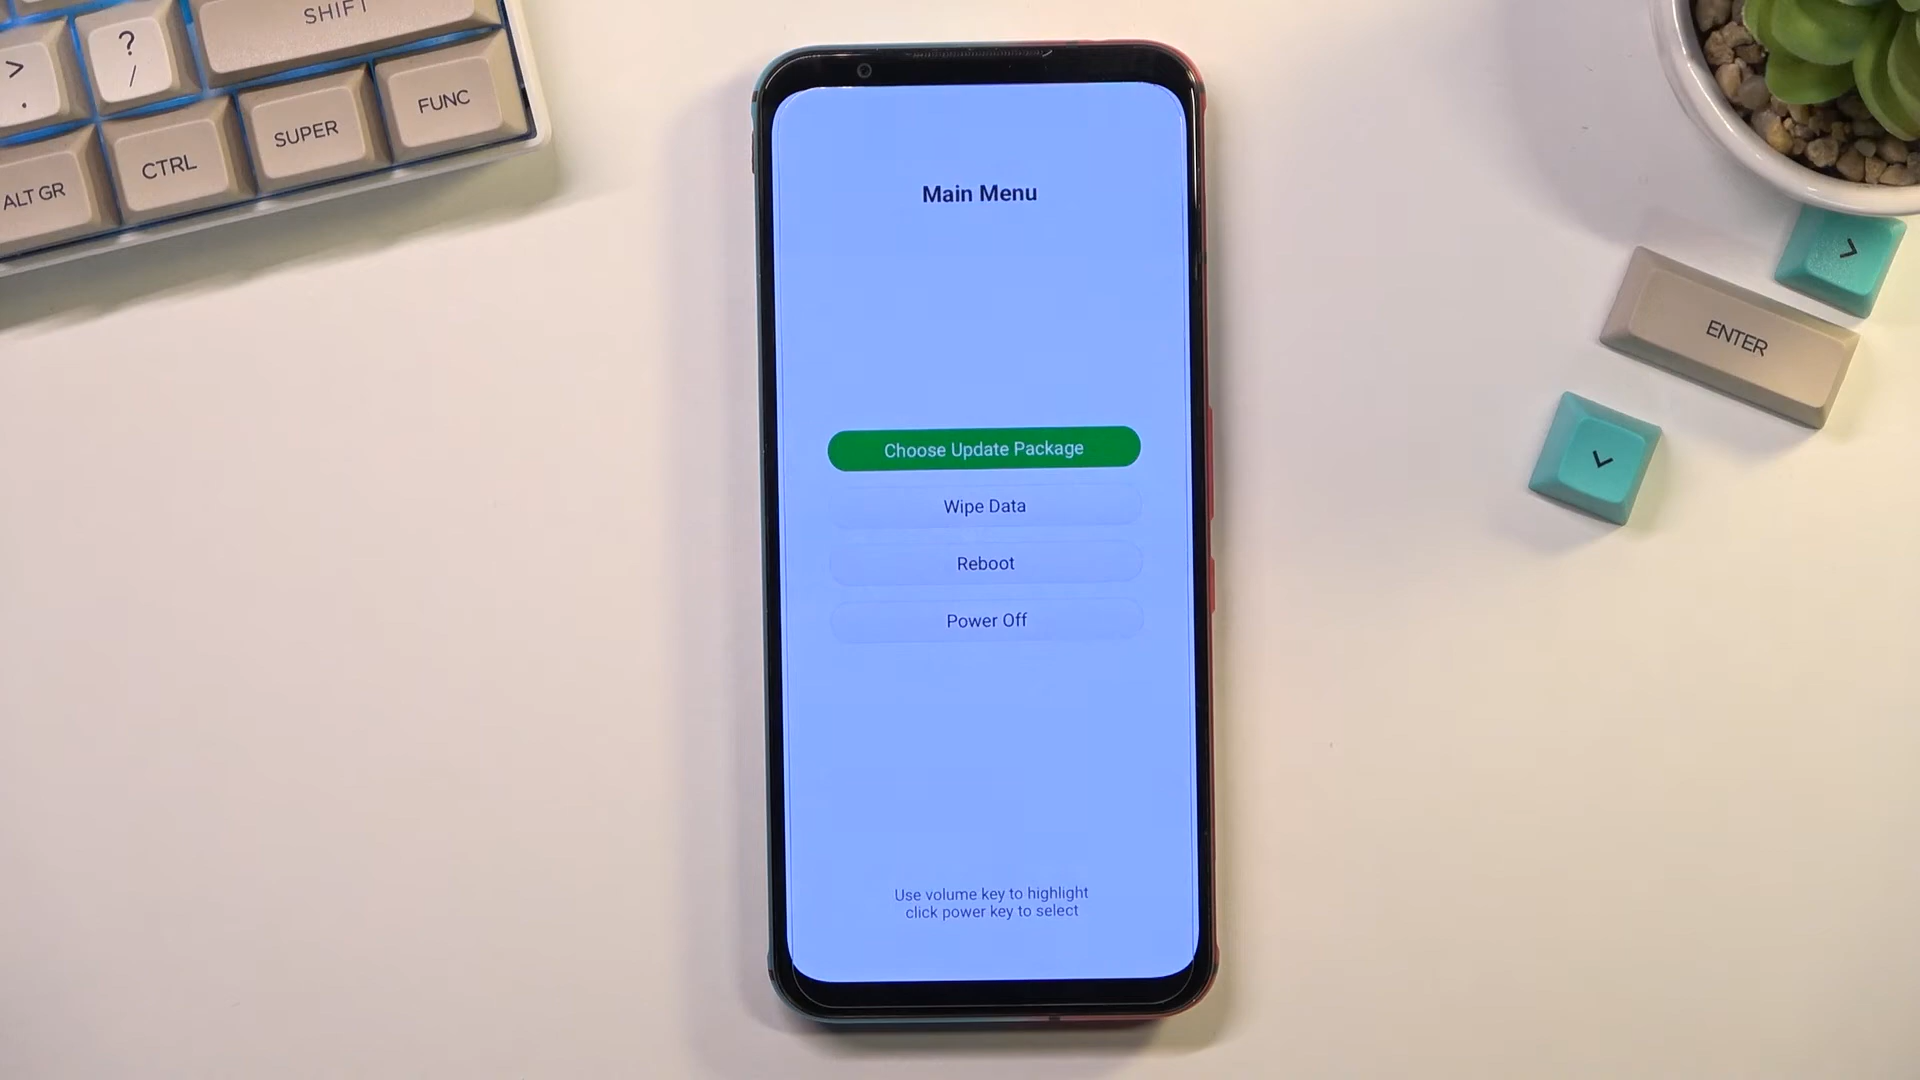 SHIFT
?
/
>
.
FUNC
SUPER
CTRL
ALT GR
Main Menu
Choose Update Package
Wipe Data
Reboot
Power Off
Use volume key to highlight
click power key to select
>
ENTER